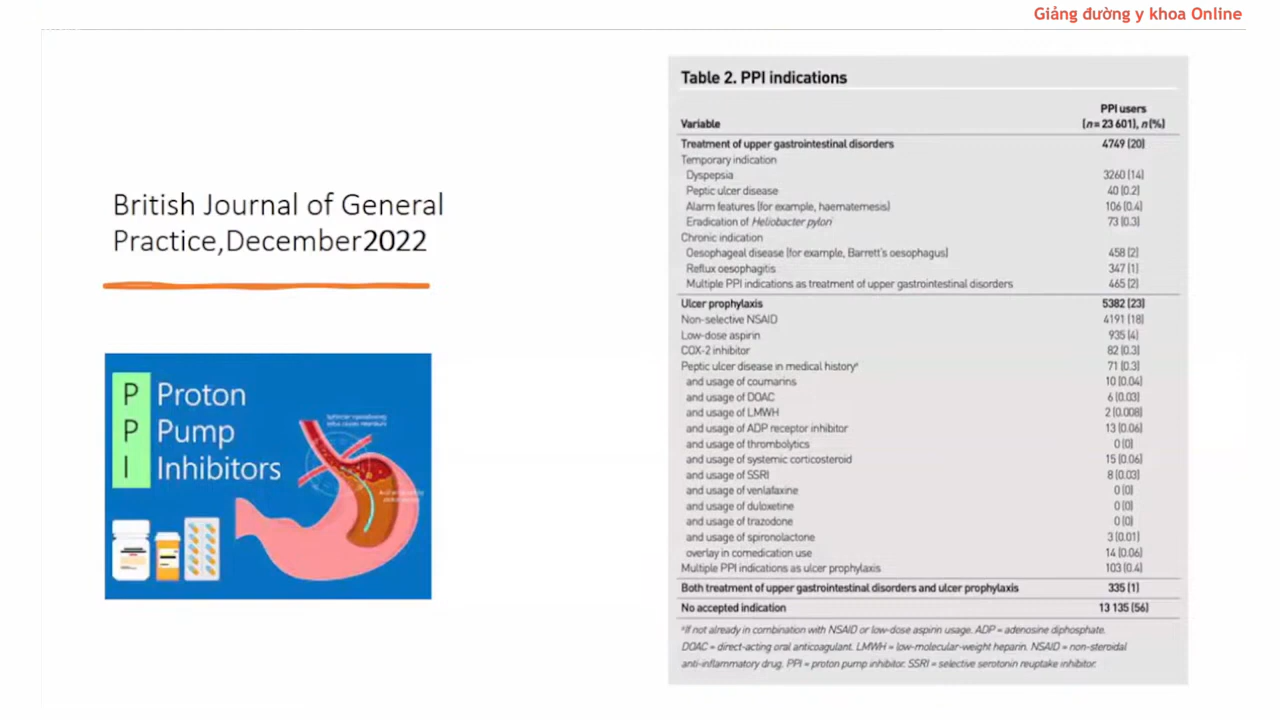 Giảng đường y khoa Online
British Journal of General
Practice,December2022
P Proton
P Pump
I Inhibitors
Table 2. PPI indications
Variable PPI users (n = 23 601), n (%)
Treatment of upper gastrointestinal disorders 4749 (20)
Temporary indication
Dyspepsia 3260 (14)
Peptic ulcer disease 40 (0.2)
Alarm features (for example, haematemesis) 106 (0.4)
Eradication of Heliobacter pylori 73 (0.3)
Chronic indication
Oesophageal disease (for example, Barrett's oesophagus) 458 (2)
Reflux oesophagitis 347 (1)
Multiple PPI indications as treatment of upper gastrointestinal disorders 465 (2)
Ulcer prophylaxis 5382 (23)
Non-selective NSAID 4191 (18)
Low-dose aspirin 935 (4)
COX-2 inhibitor 82 (0.3)
Peptic ulcer disease in medical historyᵃ 71 (0.3)
and usage of coumarins 10 (0.04)
and usage of DOAC 6 (0.03)
and usage of LMWH 2 (0.008)
and usage of ADP receptor inhibitor 13 (0.06)
and usage of thrombolytics 0 (0)
and usage of systemic corticosteroid 15 (0.06)
and usage of SSRI 8 (0.03)
and usage of venlafaxine 0 (0)
and usage of duloxetine 0 (0)
and usage of trazodone 0 (0)
and usage of spironolactone 3 (0.01)
overlay in comedication use 14 (0.06)
Multiple PPI indications as ulcer prophylaxis 103 (0.4)
Both treatment of upper gastrointestinal disorders and ulcer prophylaxis 335 (1)
No accepted indication 13 135 (56)
ᵃIf not already in combination with NSAID or low-dose aspirin usage. ADP = adenosine diphosphate.
DOAC = direct-acting oral anticoagulant. LMWH = low-molecular-weight heparin. NSAID = non-steroidal
anti-inflammatory drug. PPI = proton pump inhibitor. SSRI = selective serotonin reuptake inhibitor.